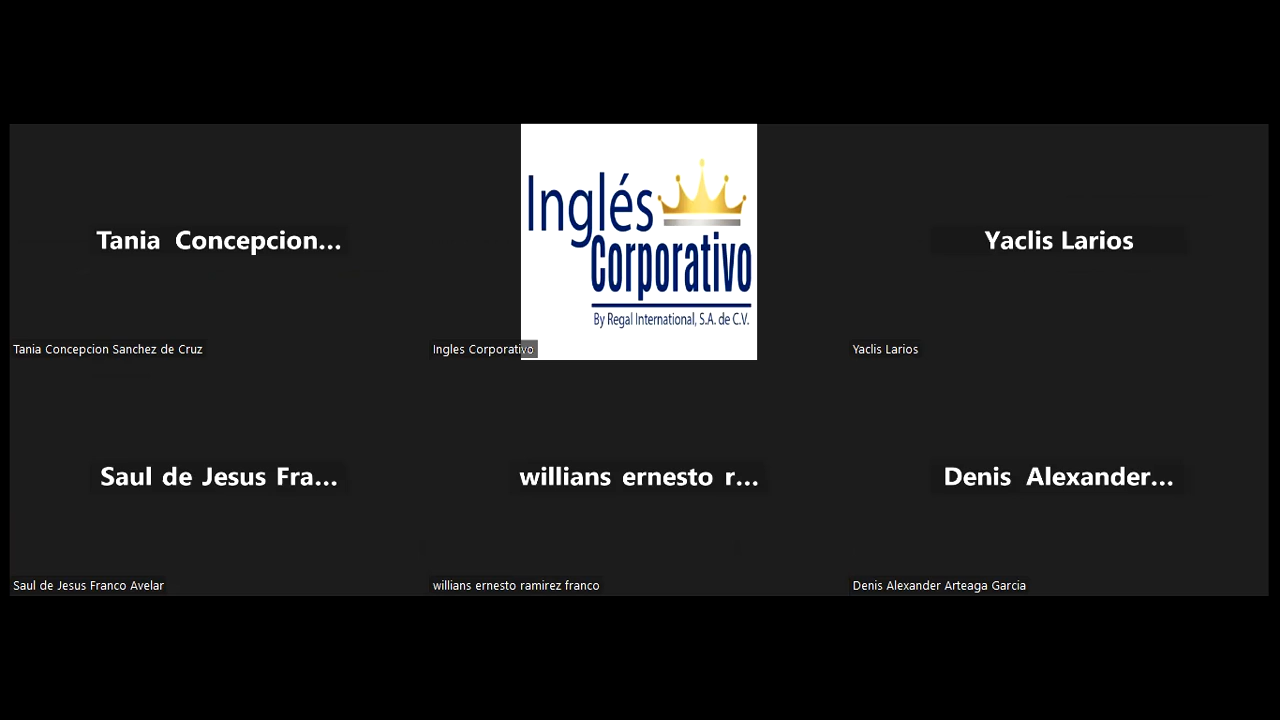 Tania Concepcion...
Inglés
Corporativo
By Regal International, S.A. de C.V.
Yaclis Larios
Tania Concepcion Sanchez de Cruz
Ingles Corporativo
Yaclis Larios
Saul de Jesus Fra...
willians ernesto r...
Denis Alexander...
Saul de Jesus Franco Avelar
willians ernesto ramirez franco
Denis Alexander Arteaga Garcia